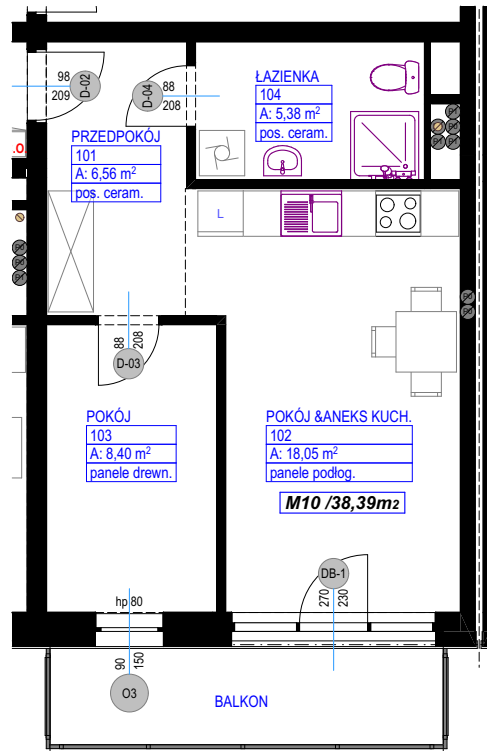 98
209
D-02
D-04
88
208
ŁAZIENKA
104
A: 5,38 m²
pos. ceram.
PRZEDPOKÓJ
101
A: 6,56 m²
pos. ceram.
L
88
208
D-03
POKÓJ
103
A: 8,40 m²
panele drewn.
POKÓJ &ANEKS KUCH.
102
A: 18,05 m²
panele podłog.
M10 /38,39m2
DB-1
270
230
hp 80
90
150
O3
BALKON